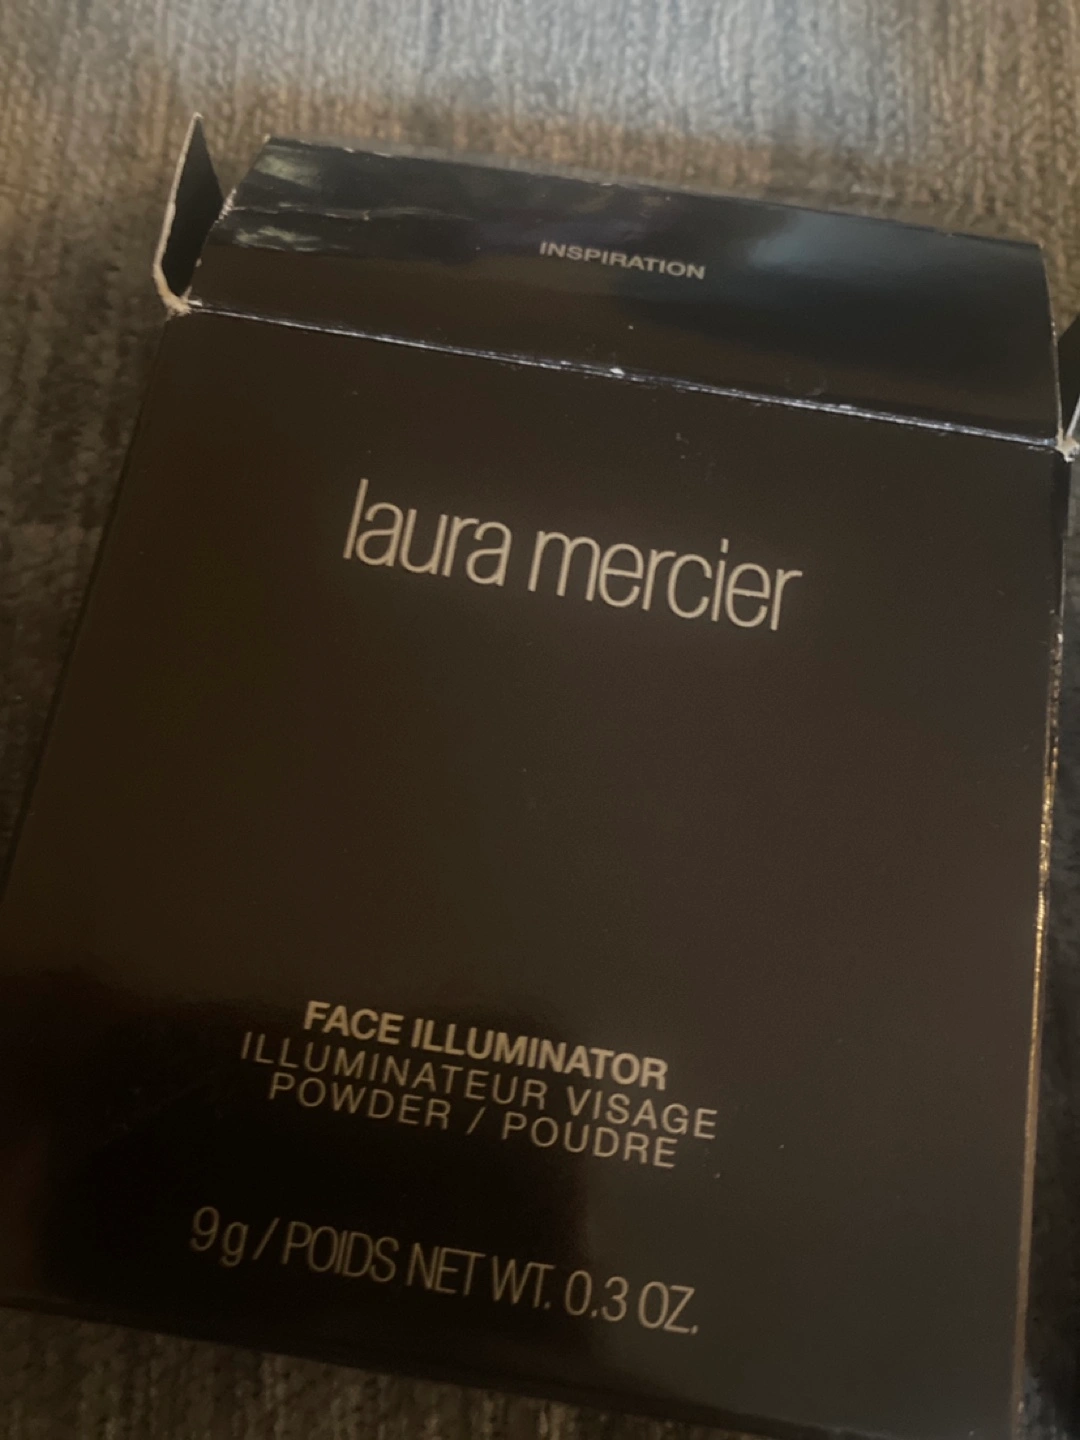 INSPIRATION
laura mercier
FACE ILLUMINATOR
ILLUMINATEUR VISAGE
POWDER / POUDRE
9g / POIDS NET WT. 0.3 OZ.